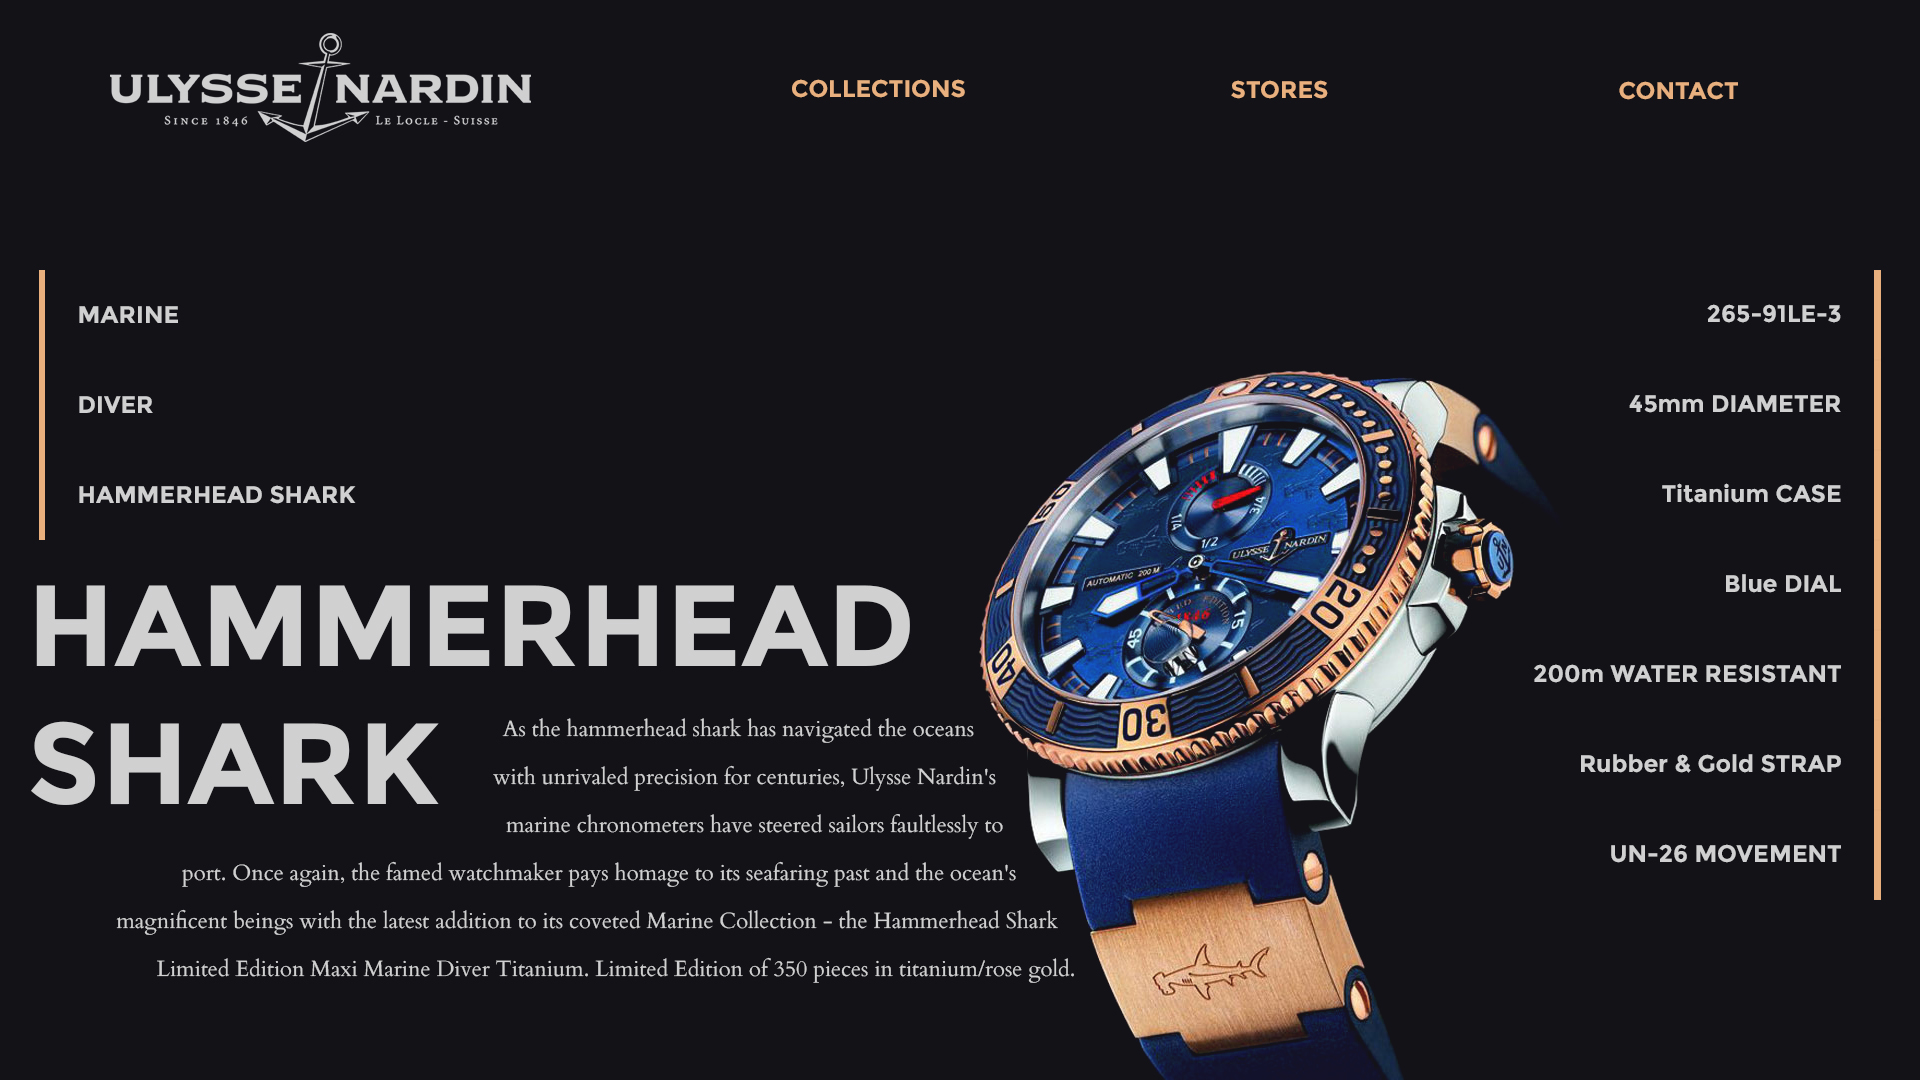 ULYSSE NARDIN
SINCE 1846 LE LOCLE - SUISSE
COLLECTIONS
STORES
CONTACT
MARINE
DIVER
HAMMERHEAD SHARK
HAMMERHEAD
SHARK
As the hammerhead shark has navigated the oceans
with unrivaled precision for centuries, Ulysse Nardin's
marine chronometers have steered sailors faultlessly to
port. Once again, the famed watchmaker pays homage to its seafaring past and the ocean's
magnificent beings with the latest addition to its coveted Marine Collection - the Hammerhead Shark
Limited Edition Maxi Marine Diver Titanium. Limited Edition of 350 pieces in titanium/rose gold.
50
1/4
1/2
3/4
ULYSSE NARDIN
AUTOMATIC 200 M
EDITION
1846
45
15
20
30
40
265-91LE-3
45mm DIAMETER
Titanium CASE
Blue DIAL
200m WATER RESISTANT
Rubber & Gold STRAP
UN-26 MOVEMENT